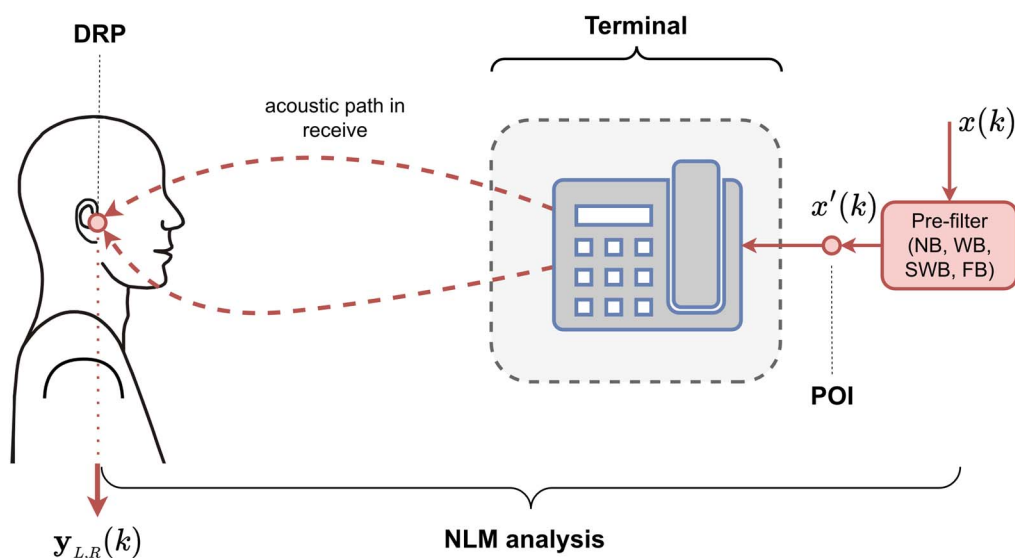 DRP
Terminal
acoustic path in
receive
x(k)
x′(k)
Pre-filter
(NB, WB,
SWB, FB)
POI
y_{L,R}(k)
NLM analysis